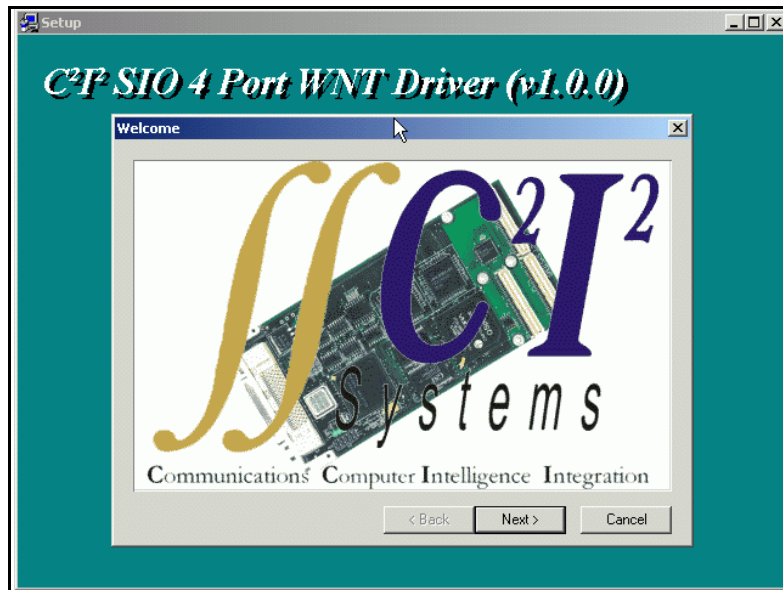 Setup
C²I² SIO 4 Port WNT Driver (v1.0.0)
Welcome
∫∫ C²I²
Systems
Communications Computer Intelligence Integration
< Back
Next >
Cancel